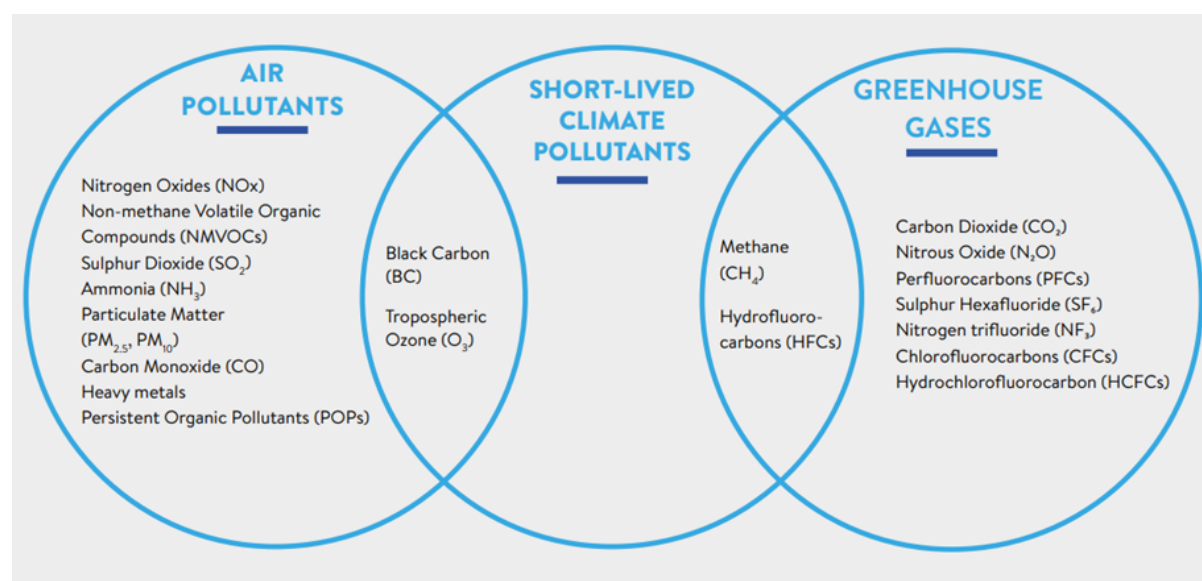 AIR
POLLUTANTS
Nitrogen Oxides (NOx)
Non-methane Volatile Organic
Compounds (NMVOCs)
Sulphur Dioxide (SO₂)
Ammonia (NH₃)
Particulate Matter
(PM₂.₅, PM₁₀)
Carbon Monoxide (CO)
Heavy metals
Persistent Organic Pollutants (POPs)
Black Carbon
(BC)
Tropospheric
Ozone (O₃)
SHORT-LIVED
CLIMATE
POLLUTANTS
Methane
(CH₄)
Hydrofluoro-
carbons (HFCs)
GREENHOUSE
GASES
Carbon Dioxide (CO₂)
Nitrous Oxide (N₂O)
Perfluorocarbons (PFCs)
Sulphur Hexafluoride (SF₆)
Nitrogen trifluoride (NF₃)
Chlorofluorocarbons (CFCs)
Hydrochlorofluorocarbon (HCFCs)